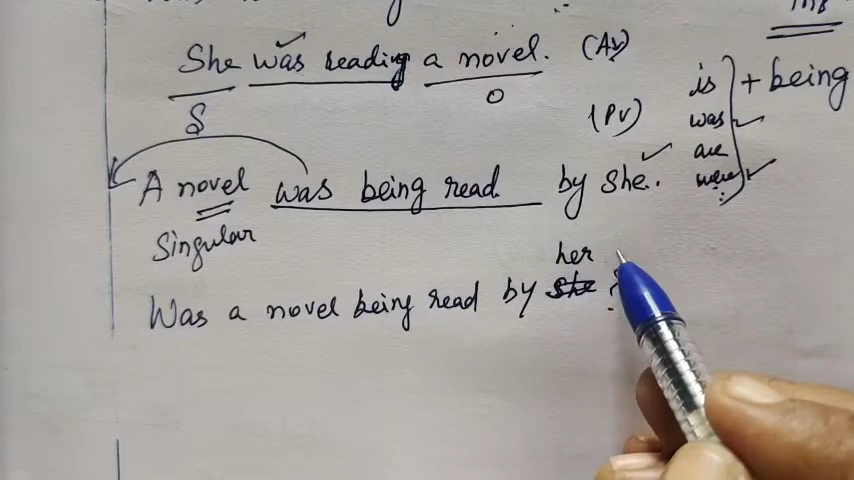 She was reading a novel. (AV)
S O
is
was
are
were
+ being
(PV)
A novel was being read by she.
Singular
her
Was a novel being read by she ?